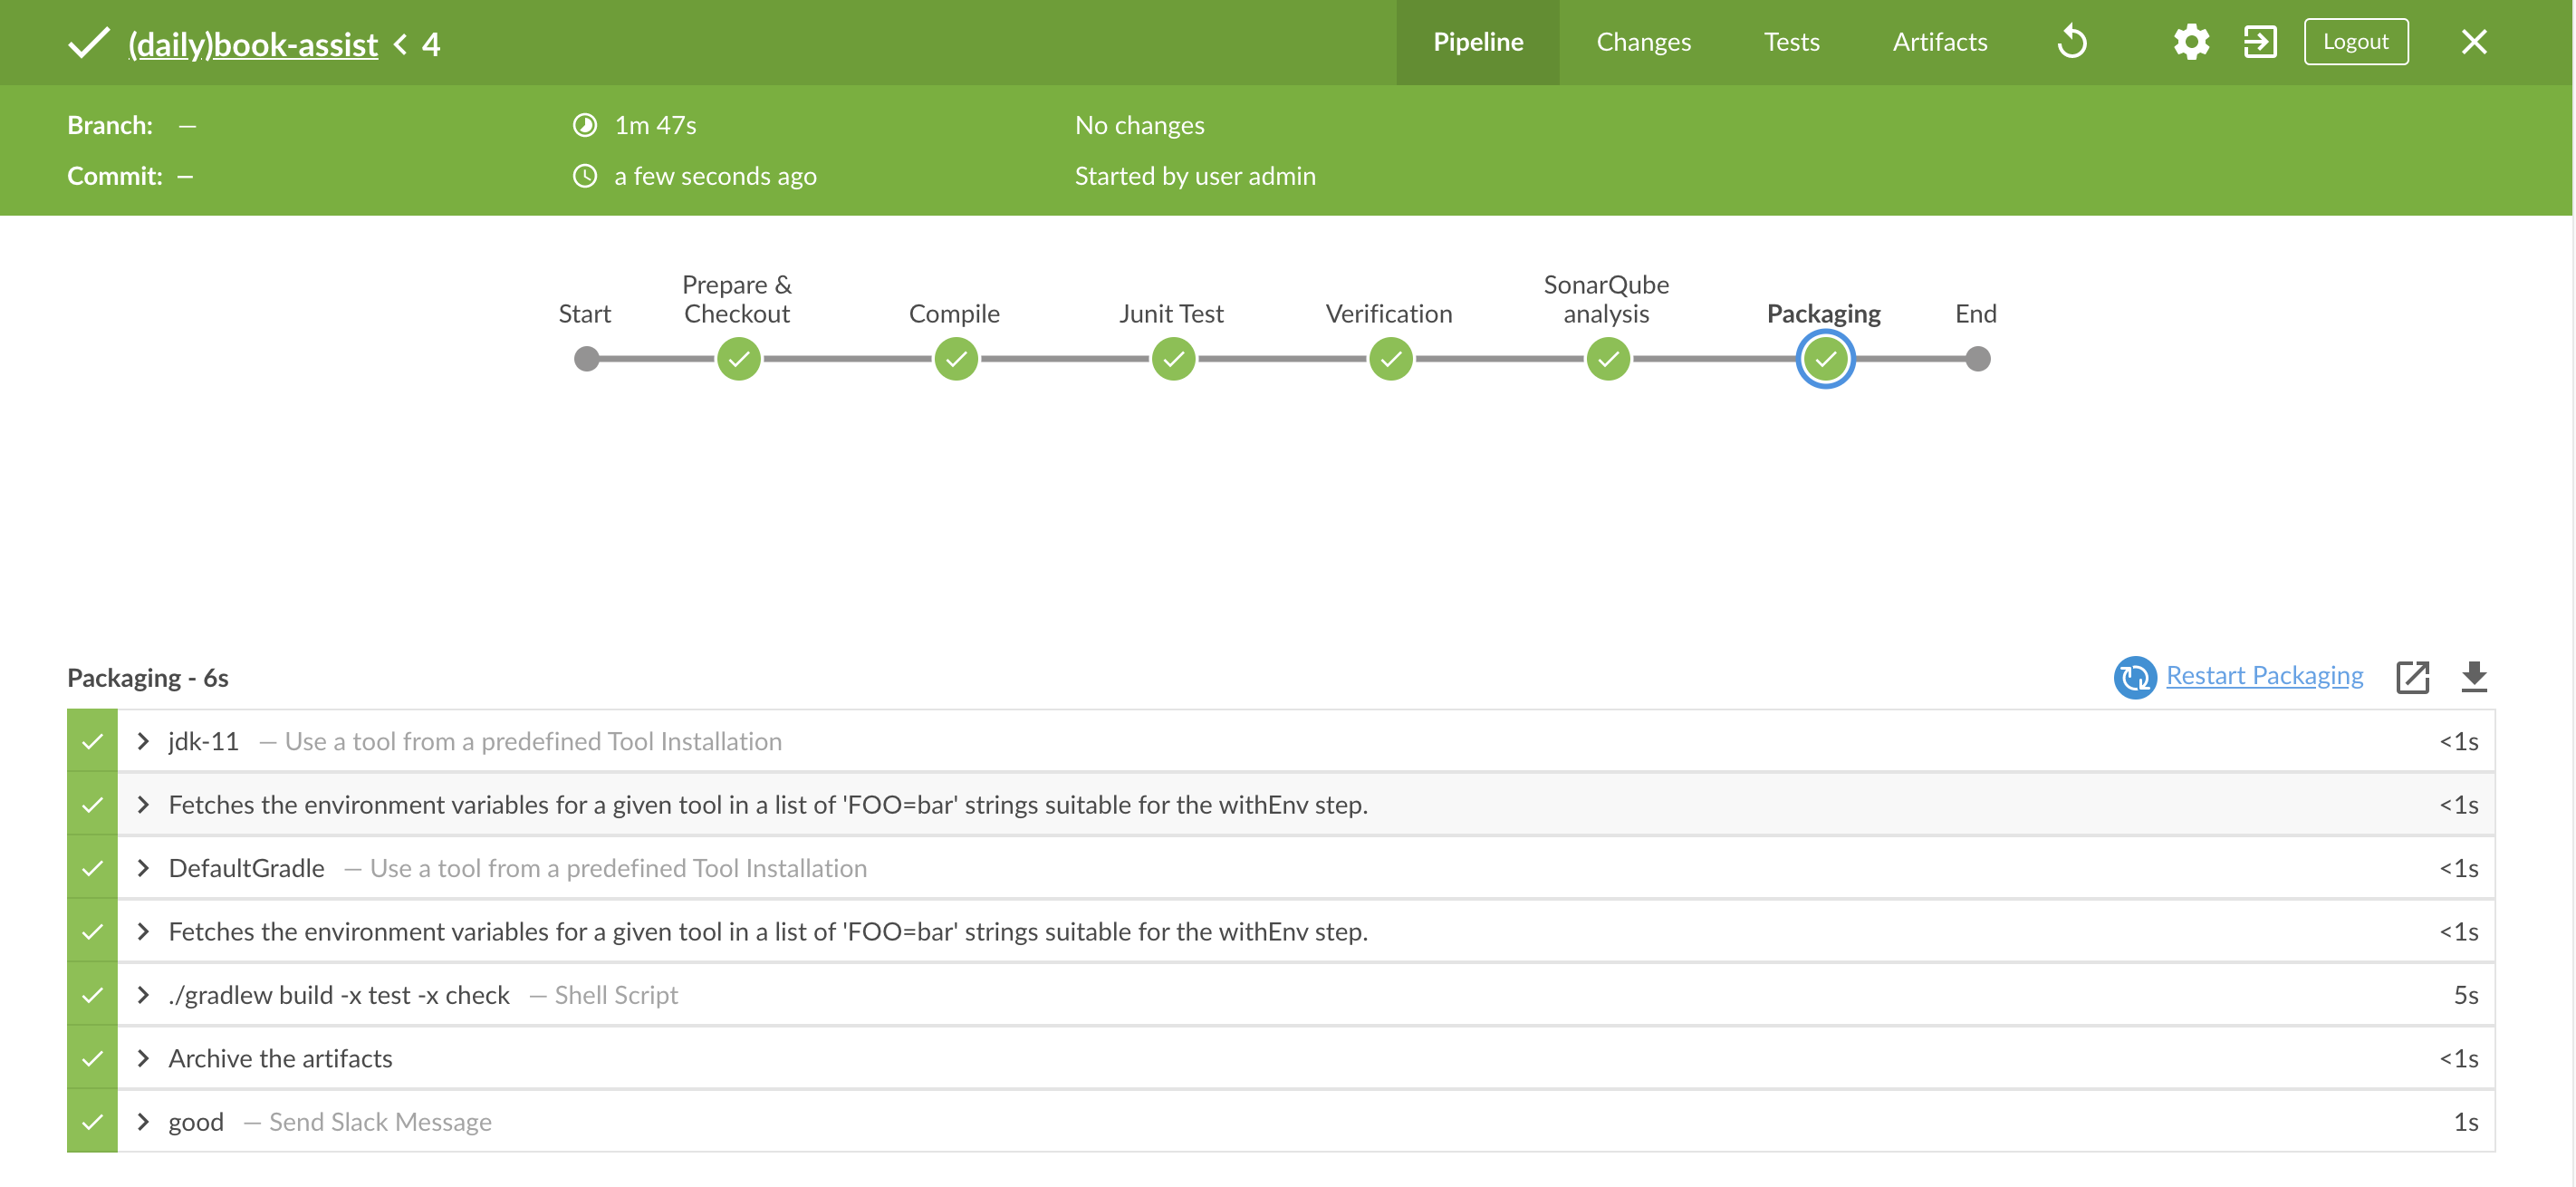 (daily)book-assist < 4 Pipeline Changes Tests Artifacts Logout
Branch: — 1m 47s No changes
Commit: — a few seconds ago Started by user admin
Start Prepare & Checkout Compile Junit Test Verification SonarQube analysis Packaging End
Packaging - 6s Restart Packaging
jdk-11 — Use a tool from a predefined Tool Installation <1s
Fetches the environment variables for a given tool in a list of 'FOO=bar' strings suitable for the withEnv step. <1s
DefaultGradle — Use a tool from a predefined Tool Installation <1s
Fetches the environment variables for a given tool in a list of 'FOO=bar' strings suitable for the withEnv step. <1s
./gradlew build -x test -x check — Shell Script 5s
Archive the artifacts <1s
good — Send Slack Message 1s